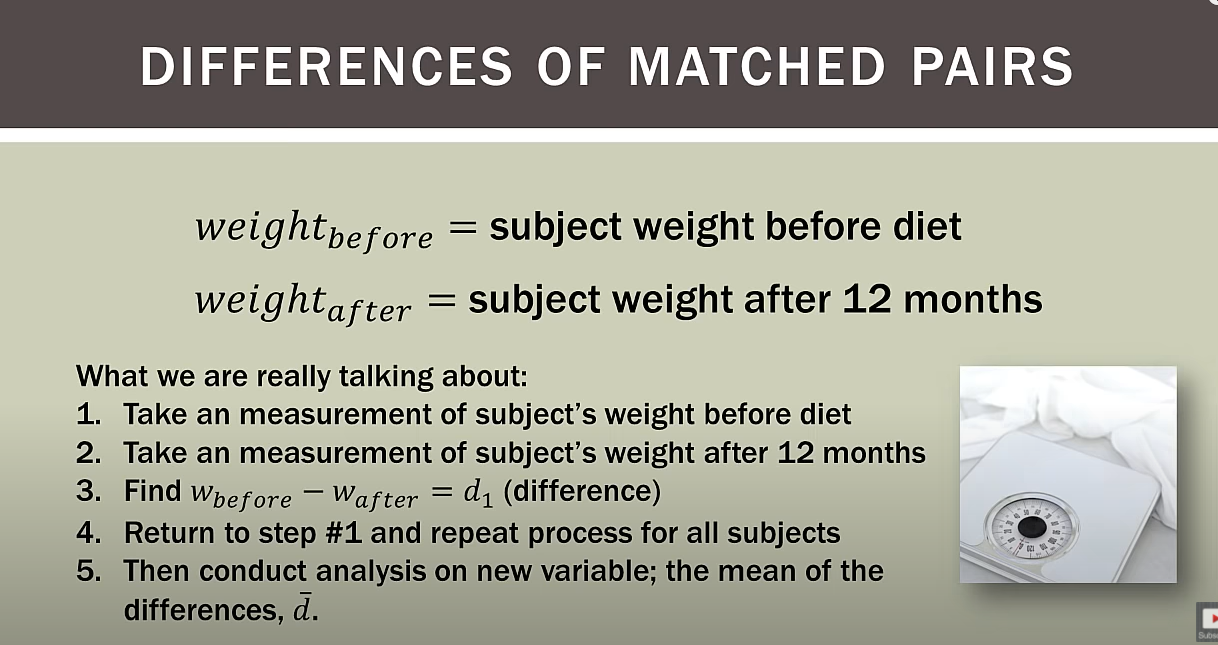 DIFFERENCES OF MATCHED PAIRS
weight_before = subject weight before diet
weight_after = subject weight after 12 months
What we are really talking about:
1. Take an measurement of subject’s weight before diet
2. Take an measurement of subject’s weight after 12 months
3. Find w_before − w_after = d₁ (difference)
4. Return to step #1 and repeat process for all subjects
5. Then conduct analysis on new variable; the mean of the
differences, d̄.